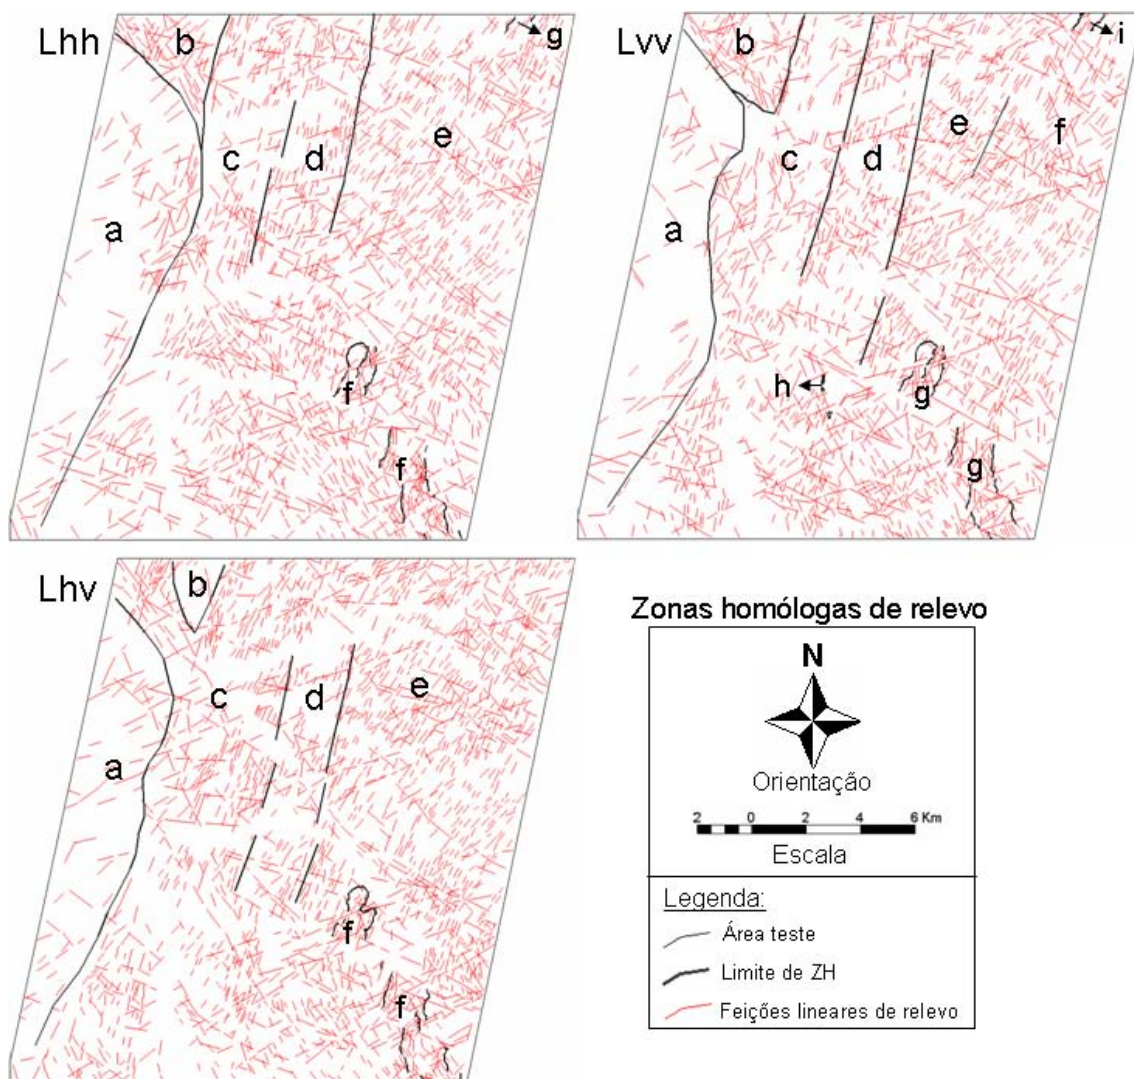 Lhh
b
g
c
d
e
a
f
f
Lvv
b
i
c
d
e
f
a
h
g
g
Lhv
b
c
d
e
a
f
f
Zonas homólogas de relevo
N
Orientação
2 0 2 4 6 Km
Escala
Legenda:
Área teste
Limite de ZH
Feições lineares de relevo